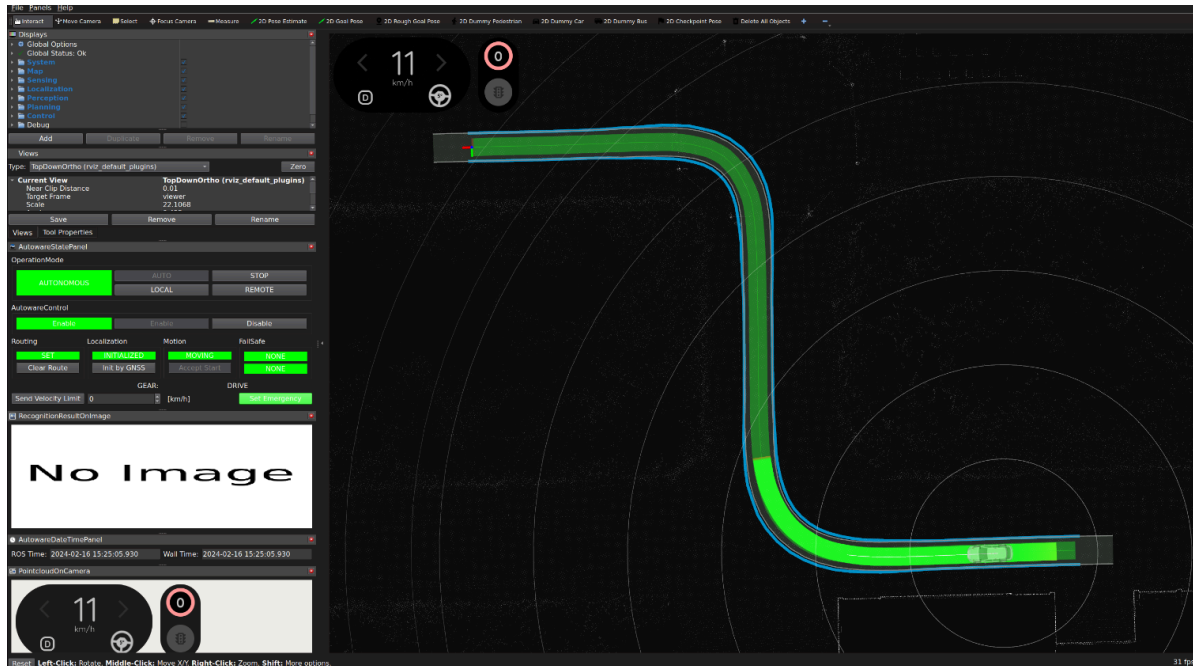 File Panels Help
Interact Move Camera Select Focus Camera Measure 2D Pose Estimate 2D Goal Pose 2D Rough Goal Pose 2D Dummy Pedestrian 2D Dummy Car 2D Dummy Bus 2D Checkpoint Pose Delete All Objects
Displays
Global Options
Global Status: Ok
System
Map
Sensing
Localization
Perception
Planning
Control
Debug
Add Duplicate Remove Rename
Views
Type: TopDownOrtho (rviz_default_plugins) Zero
Current View TopDownOrtho (rviz_default_plugins)
Near Clip Distance 0.01
Target Frame viewer
Scale 22.1068
Save Remove Rename
Views Tool Properties
AutowareStatePanel
OperationMode
AUTONOMOUS AUTO STOP
LOCAL REMOTE
AutowareControl
Enable Enable Disable
Routing Localization Motion FailSafe
SET INITIALIZED MOVING NONE
Clear Route Init by GNSS Accept Start NONE
GEAR: DRIVE
Send Velocity Limit 0 [km/h] Set Emergency
RecognitionResultOnImage
No Image
AutowareDateTimePanel
ROS Time: 2024-02-16 15:25:05.930 Wall Time: 2024-02-16 15:25:05.930
PointcloudOnCamera
11 0
km/h
D
11 0
km/h
D
Reset Left-Click: Rotate. Middle-Click: Move X/Y. Right-Click: Zoom. Shift: More options. 31 fps